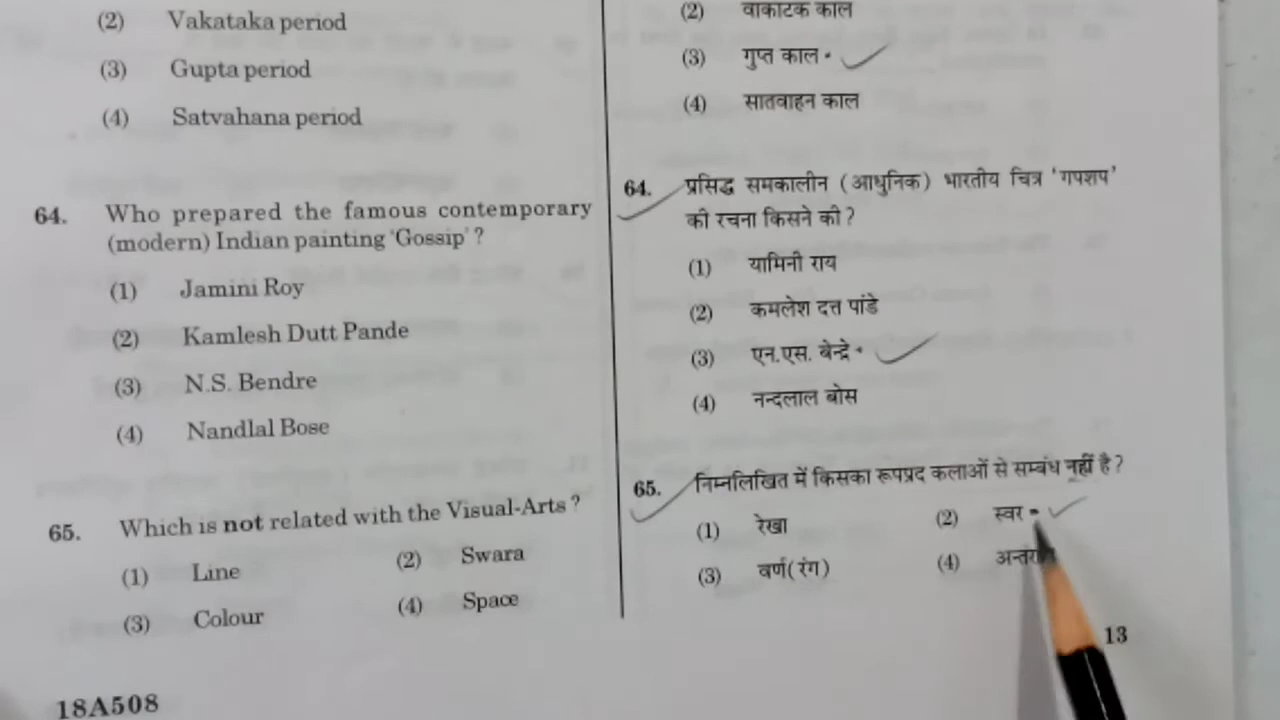 (2) Vakataka period
(3) Gupta period
(4) Satvahana period
64. Who prepared the famous contemporary
(modern) Indian painting 'Gossip' ?
(1) Jamini Roy
(2) Kamlesh Dutt Pande
(3) N.S. Bendre
(4) Nandlal Bose
65. Which is not related with the Visual-Arts ?
(1) Line (2) Swara
(3) Colour (4) Space
18A508
(2) वाकाटक काल
(3) गुप्त काल
(4) सातवाहन काल
64. प्रसिद्ध समकालीन (आधुनिक) भारतीय चित्र 'गपशप'
की रचना किसने की ?
(1) यामिनी राय
(2) कमलेश दत्त पांडे
(3) एन.एस. बेन्द्रे
(4) नन्दलाल बोस
65. निम्नलिखित में किसका रूपप्रद कलाओं से सम्बंध नहीं है ?
(1) रेखा (2) स्वर
(3) वर्ण(रंग) (4)
13